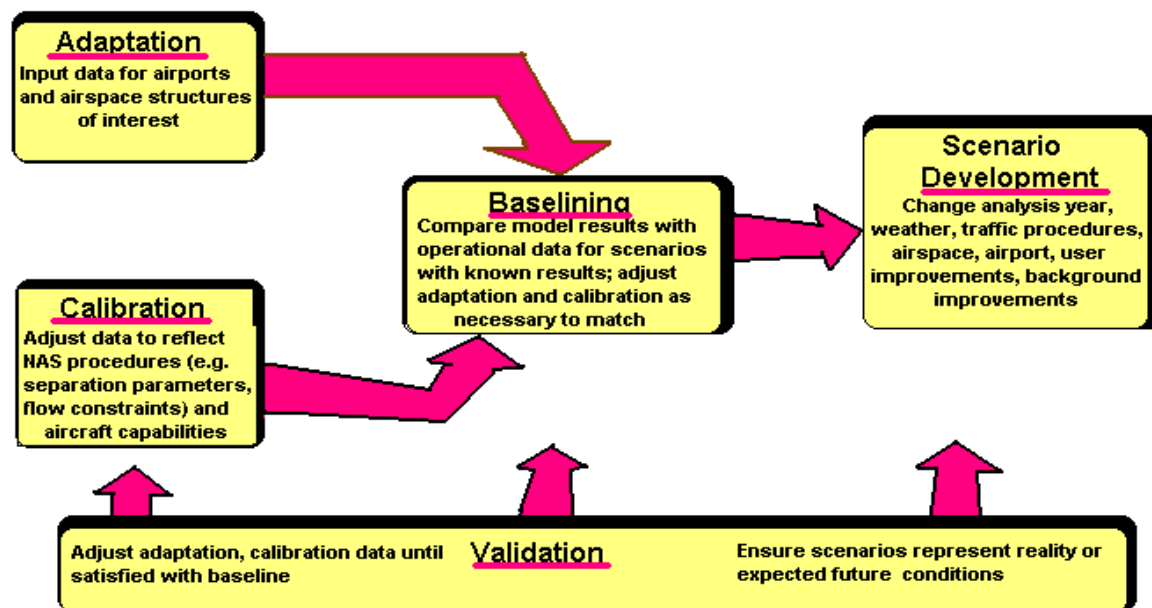 Adaptation
Input data for airports
and airspace structures
of interest
Scenario
Development
Change analysis year,
weather, traffic procedures,
airspace, airport, user
improvements, background
improvements
Baselining
Compare model results with
operational data for scenarios
with known results; adjust
adaptation and calibration as
necessary to match
Calibration
Adjust data to reflect
NAS procedures (e.g.
separation parameters,
flow constraints) and
aircraft capabilities
Adjust adaptation, calibration data until
satisfied with baseline
Validation
Ensure scenarios represent reality or
expected future conditions